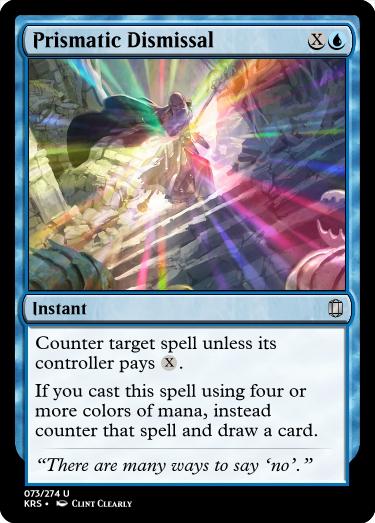 Prismatic Dismissal
X
Instant
Counter target spell unless its
controller pays X.
If you cast this spell using four or
more colors of mana, instead
counter that spell and draw a card.
“There are many ways to say ‘no’.”
073/274 U
KRS • Clint Clearly